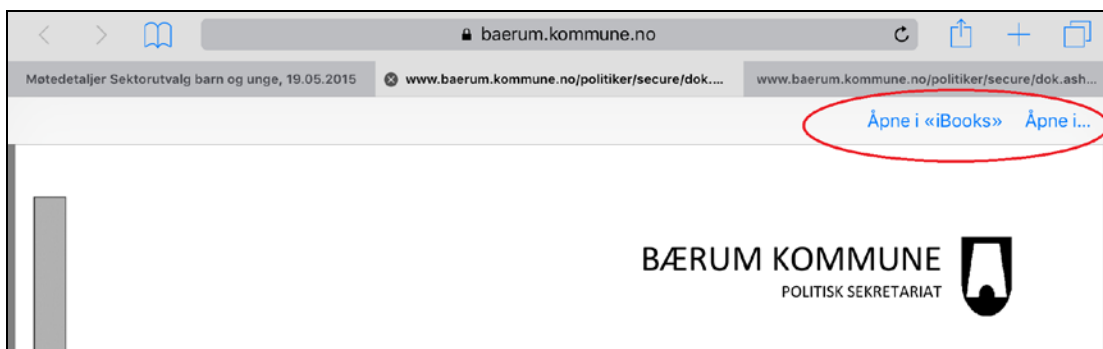 baerum.kommune.no
Møtedetaljer Sektorutvalg barn og unge, 19.05.2015
www.baerum.kommune.no/politiker/secure/dok....
www.baerum.kommune.no/politiker/secure/dok.ash...
Åpne i «iBooks» Åpne i...
BÆRUM KOMMUNE
POLITISK SEKRETARIAT